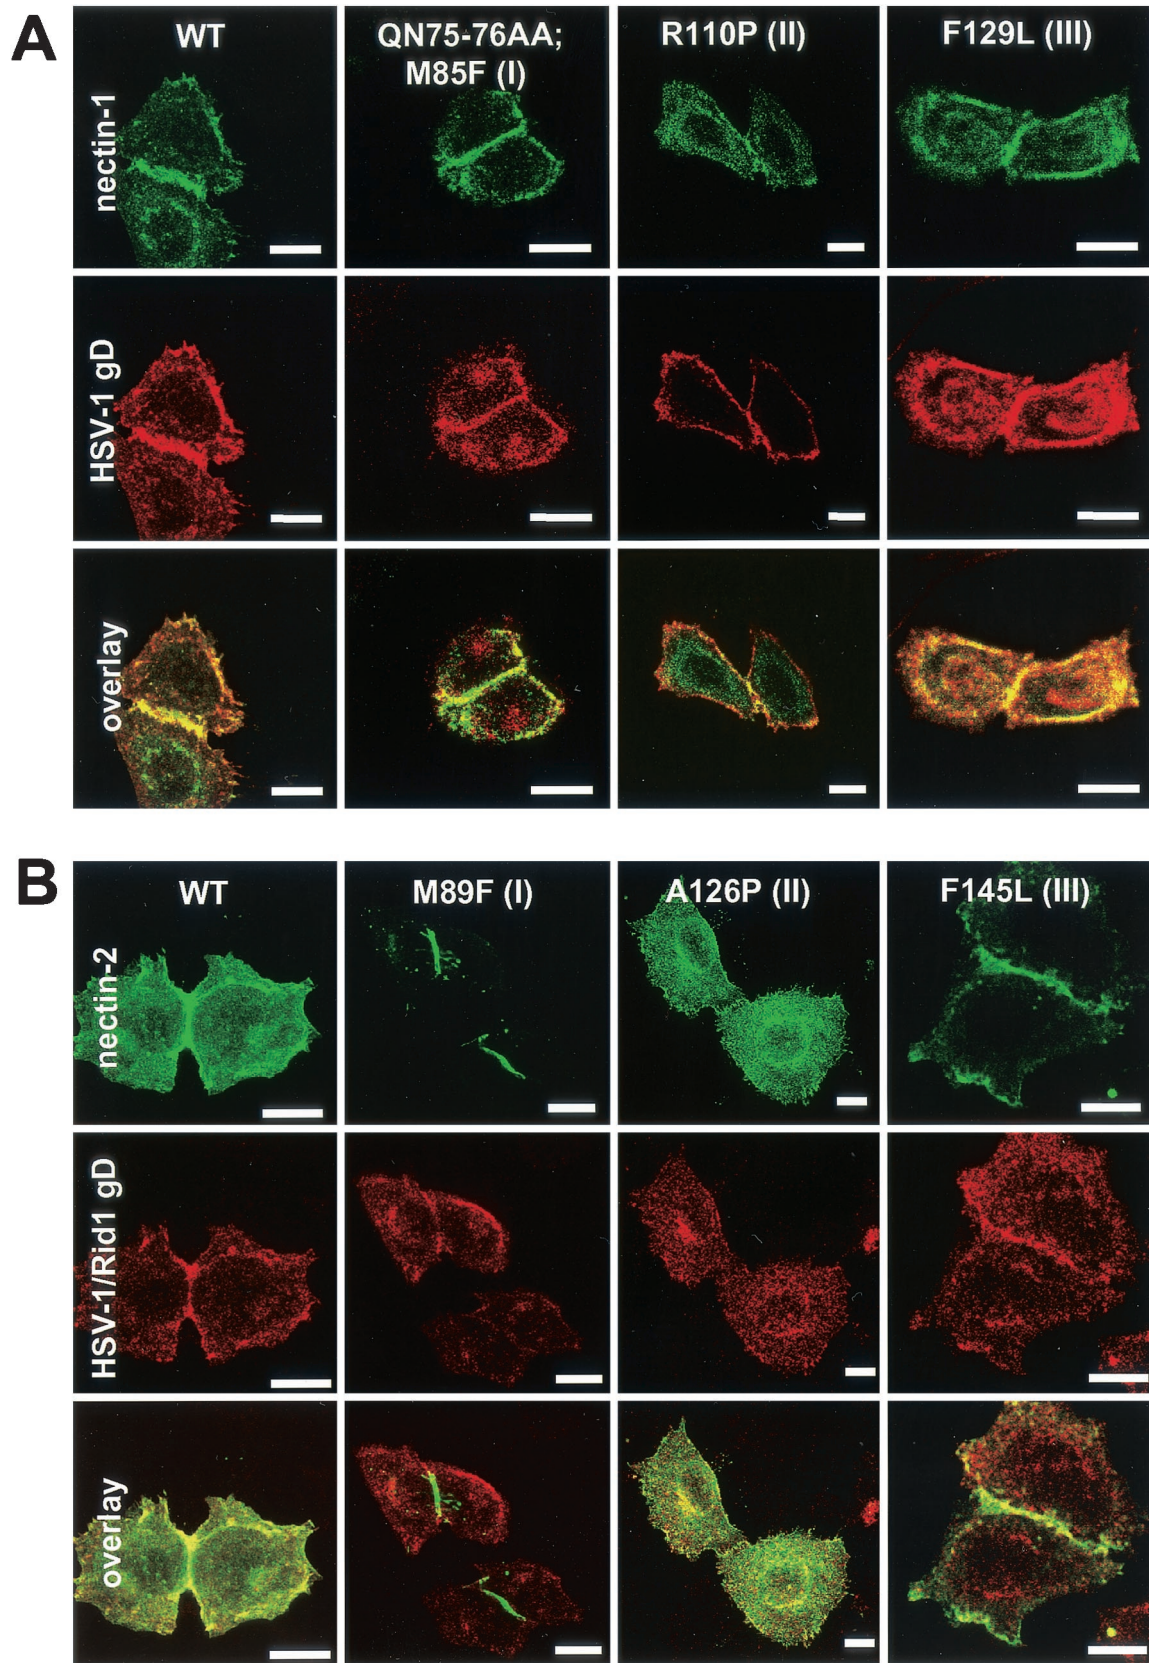 A
WT
QN75-76AA;
M85F (I)
R110P (II)
F129L (III)
nectin-1
HSV-1 gD
overlay
B
WT
M89F (I)
A126P (II)
F145L (III)
nectin-2
HSV-1/Rid1 gD
overlay